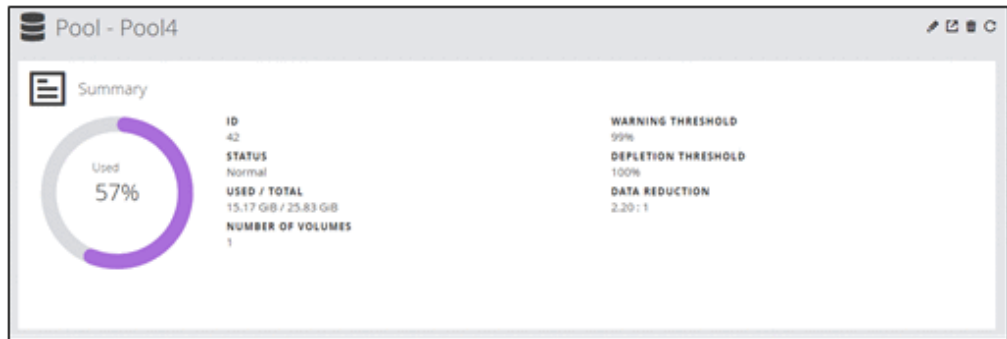 Pool - Pool4
Summary
Used
57%
ID
42
STATUS
Normal
USED / TOTAL
15.17 GiB / 25.83 GiB
NUMBER OF VOLUMES
1
WARNING THRESHOLD
99%
DEPLETION THRESHOLD
100%
DATA REDUCTION
2.20 : 1